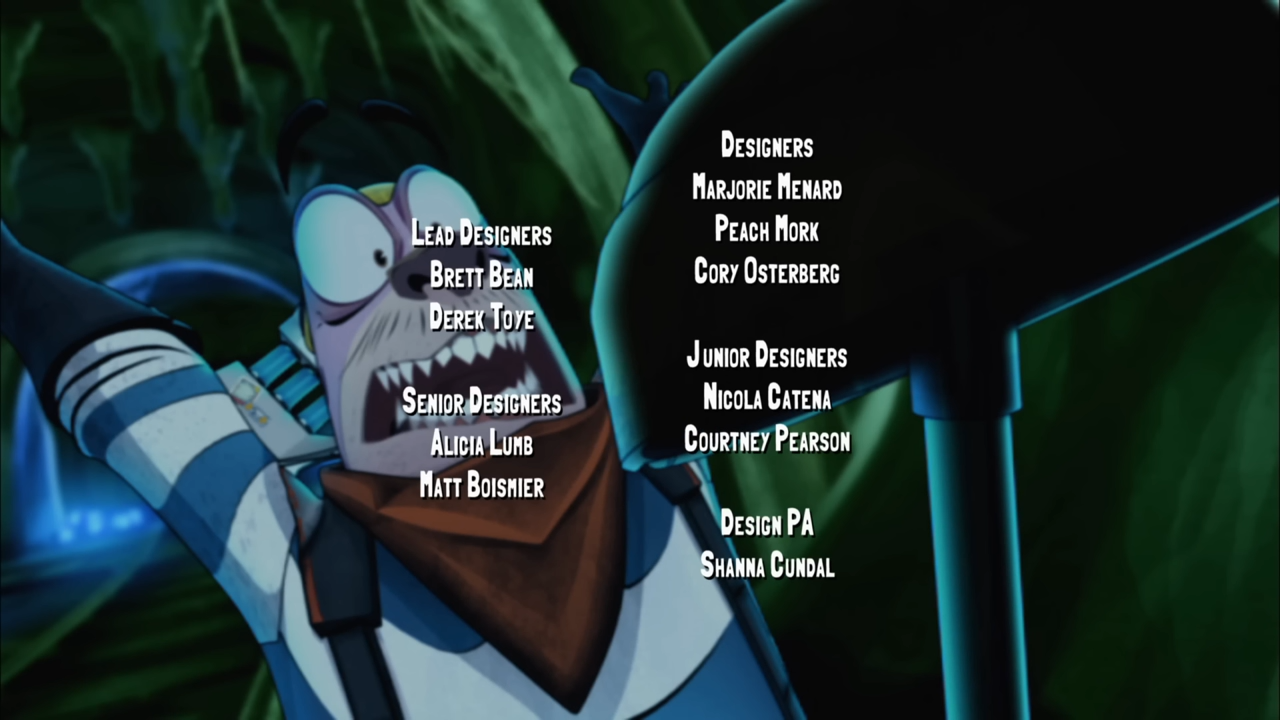 Lead Designers
Brett Bean
Derek Toye
Senior Designers
Alicia Lumb
Matt Boismier
Designers
Marjorie Menard
Peach Mork
Cory Osterberg
Junior Designers
Nicola Catena
Courtney Pearson
Design PA
Shanna Cundal